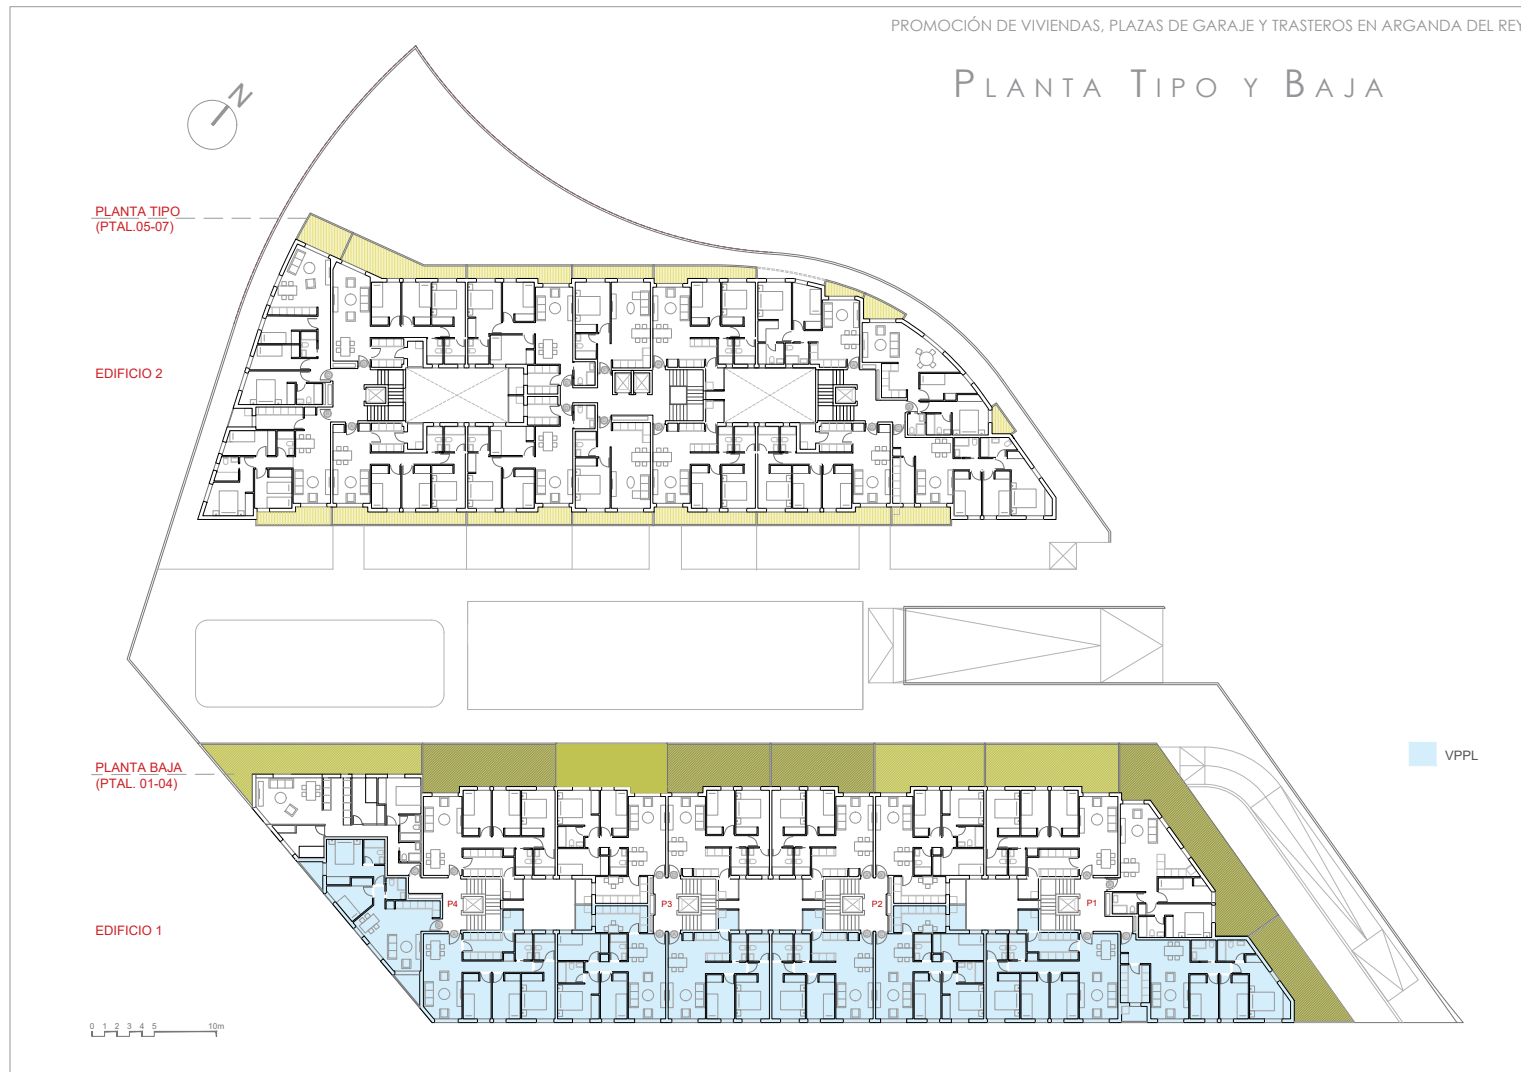 PROMOCIÓN DE VIVIENDAS, PLAZAS DE GARAJE Y TRASTEROS EN ARGANDA DEL REY
PLANTA TIPO Y BAJA
N
PLANTA TIPO
(PTAL.05-07)
EDIFICIO 2
PLANTA BAJA
(PTAL. 01-04)
VPPL
P4
P3
P2
P1
EDIFICIO 1
0 1 2 3 4 5 10m